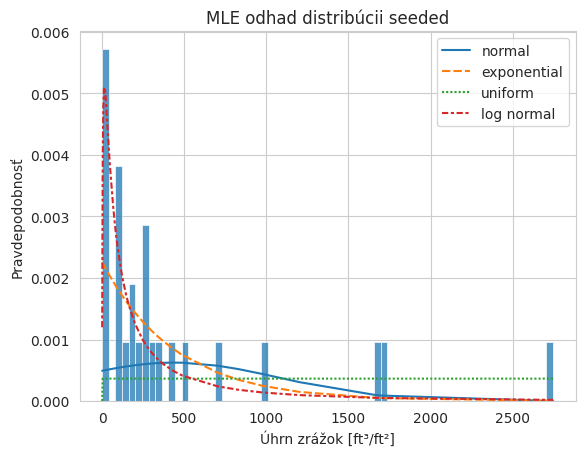 MLE odhad distribúcii seeded
normal
exponential
uniform
log normal
Pravdepodobnosť
0.006
0.005
0.004
0.003
0.002
0.001
0.000
0
500
1000
1500
2000
2500
Úhrn zrážok [ft³/ft²]